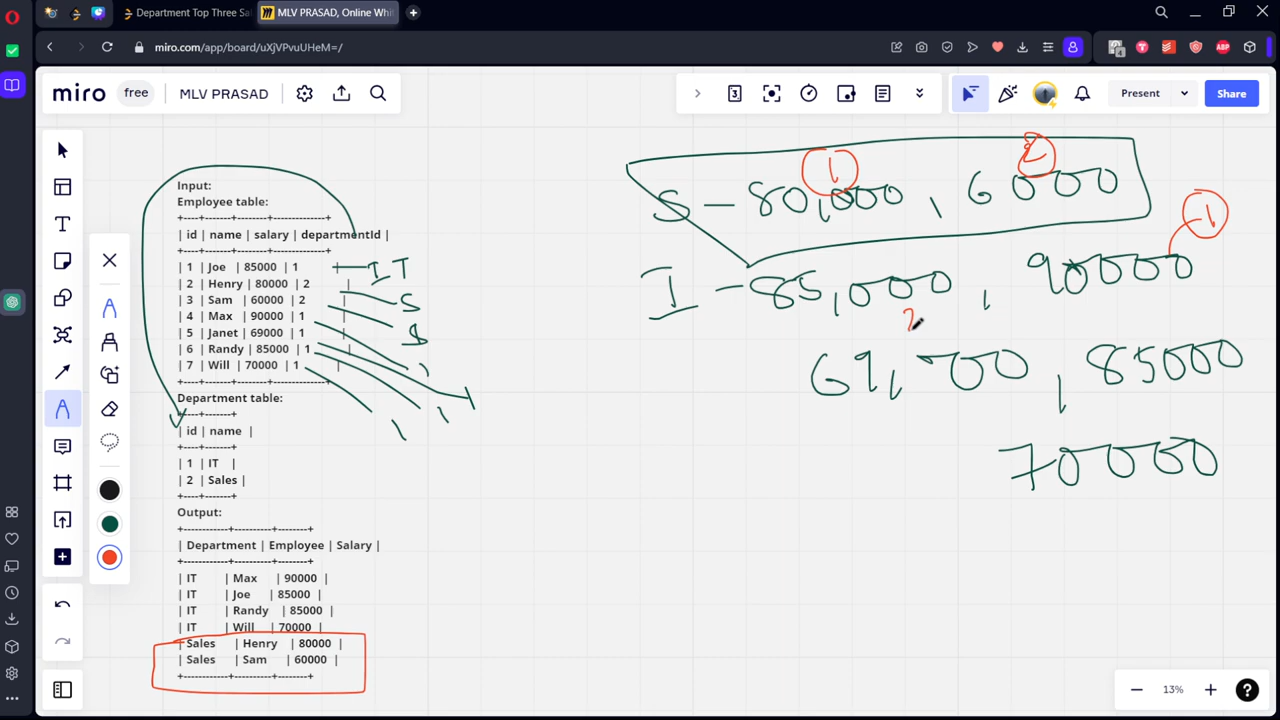 Department Top Three Sa
MLV PRASAD, Online Whi
miro.com/app/board/uXjVPvuUHeM=/
miro free MLV PRASAD
Present
Share
Input:
Employee table:
+----+-------+--------+--------------+
| id | name | salary | departmentId |
+----+-------+--------+--------------+
| 1 | Joe | 85000 | 1 |
| 2 | Henry | 80000 | 2 |
| 3 | Sam | 60000 | 2 |
| 4 | Max | 90000 | 1 |
| 5 | Janet | 69000 | 1 |
| 6 | Randy | 85000 | 1 |
| 7 | Will | 70000 | 1 |
+----+-------+--------+--------------+
Department table:
+----+-------+
| id | name |
+----+-------+
| 1 | IT |
| 2 | Sales |
+----+-------+
Output:
+------------+----------+--------+
| Department | Employee | Salary |
+------------+----------+--------+
| IT | Max | 90000 |
| IT | Joe | 85000 |
| IT | Randy | 85000 |
| IT | Will | 70000 |
| Sales | Henry | 80000 |
| Sales | Sam | 60000 |
+------------+----------+--------+
IT
S
S
1 2
S - 80,000, 6000
1
I - 85,000, 90000
2
69,000, 85000
70000
13%